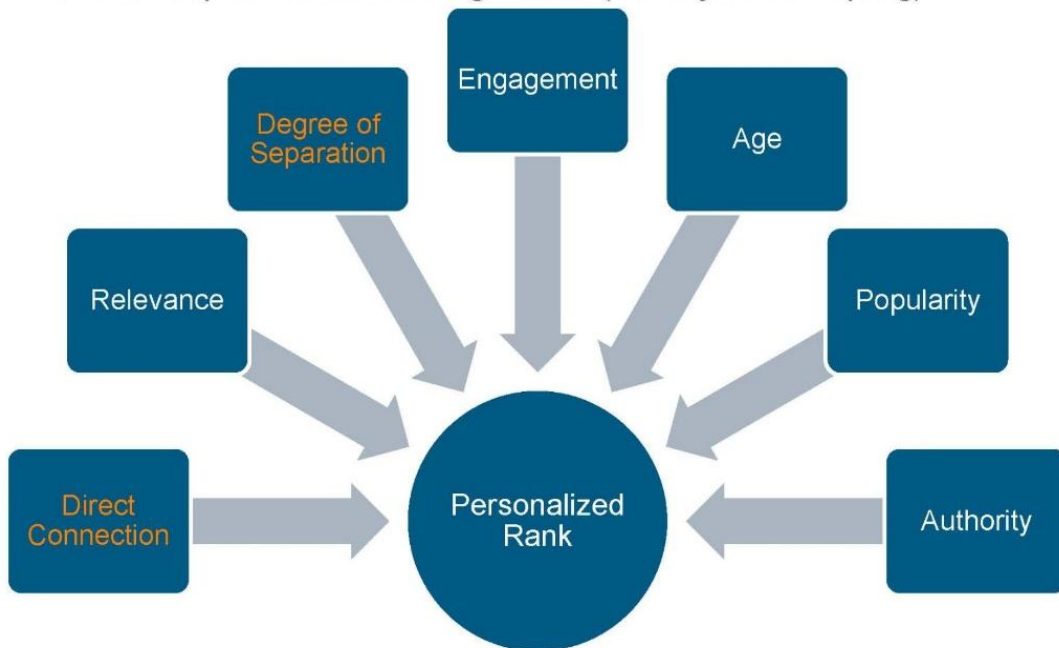 Engagement
Degree of
Separation
Age
Relevance
Popularity
Direct
Connection
Personalized
Rank
Authority